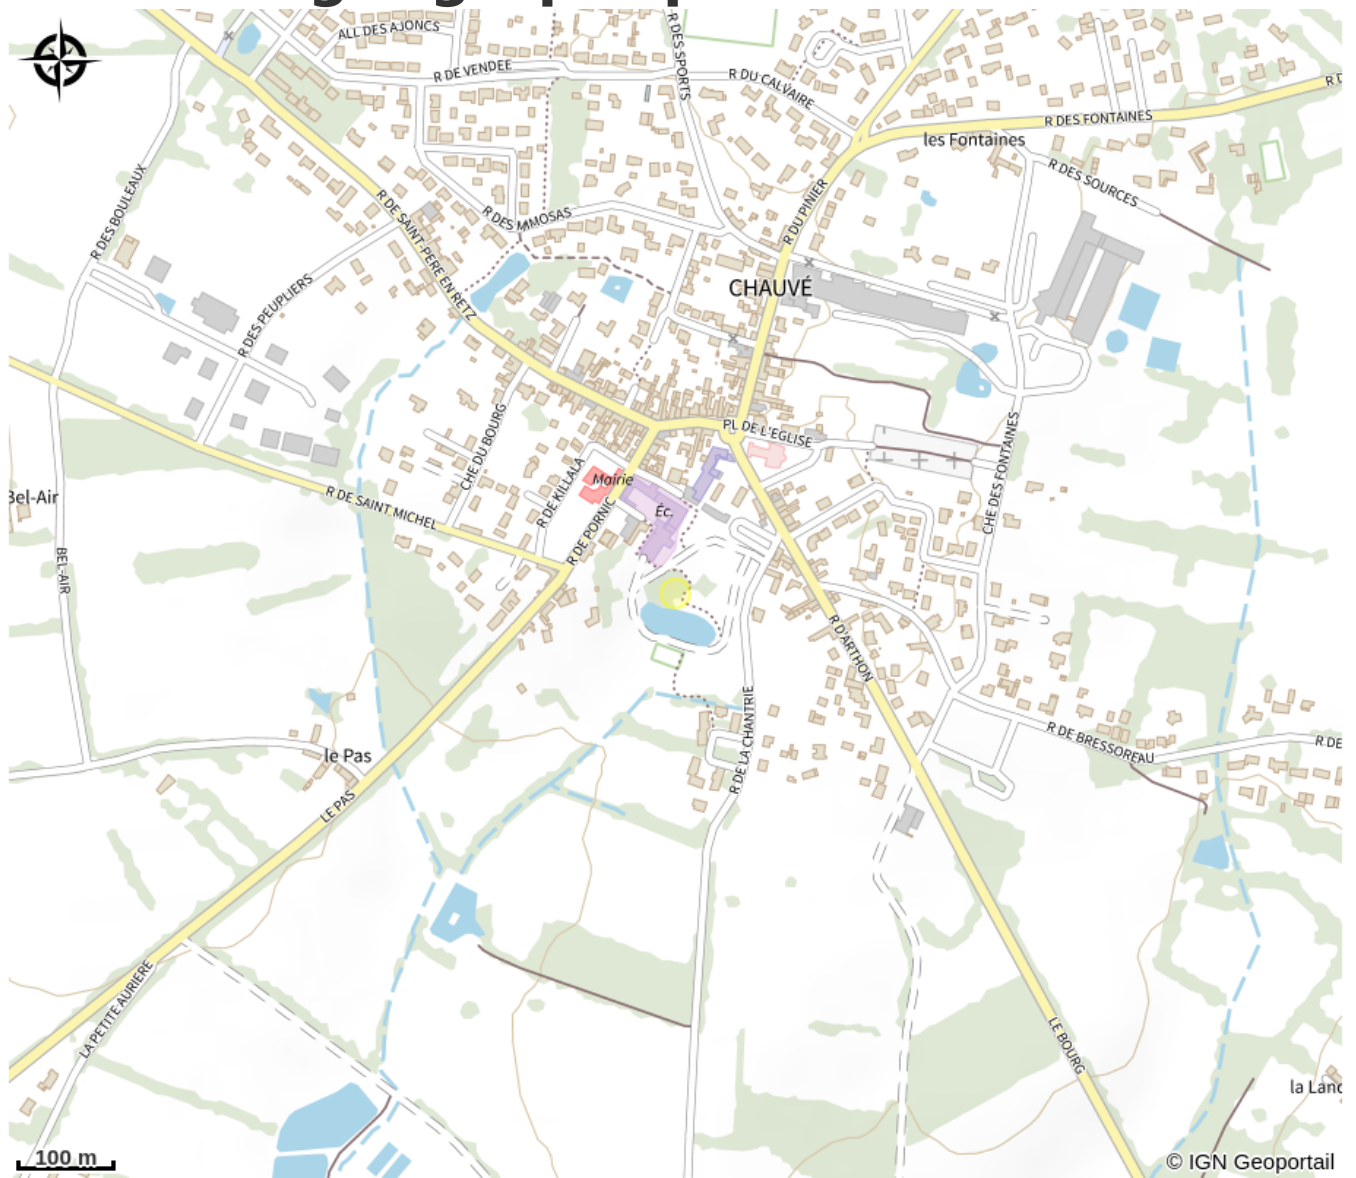 ALL DES AJONCS
R DE VENDEE
R DES SPORTS
R DU CALVAIRE
R DES FONTAINES
les Fontaines
R DES SOURCES
R DES BOULEAUX
R DE SAINT-PERE EN RETZ
R DES MIMOSAS
R DU PINIER
CHAUVÉ
R DES PEUPLIERS
PL DE L'EGLISE
CHE DU BOURG
CHE DES FONTAINES
R DE KILLALA
Mairie
Éc.
Bel-Air
R DE SAINT MICHEL
R DE PORNIC
BEL-AIR
R D'ARTHON
R DE LA CHANTRIE
R DE BRESSOREAU
R DE
le Pas
LE PAS
LA PETITE AURIERE
LE BOURG
la Land
100 m
© IGN Geoportail